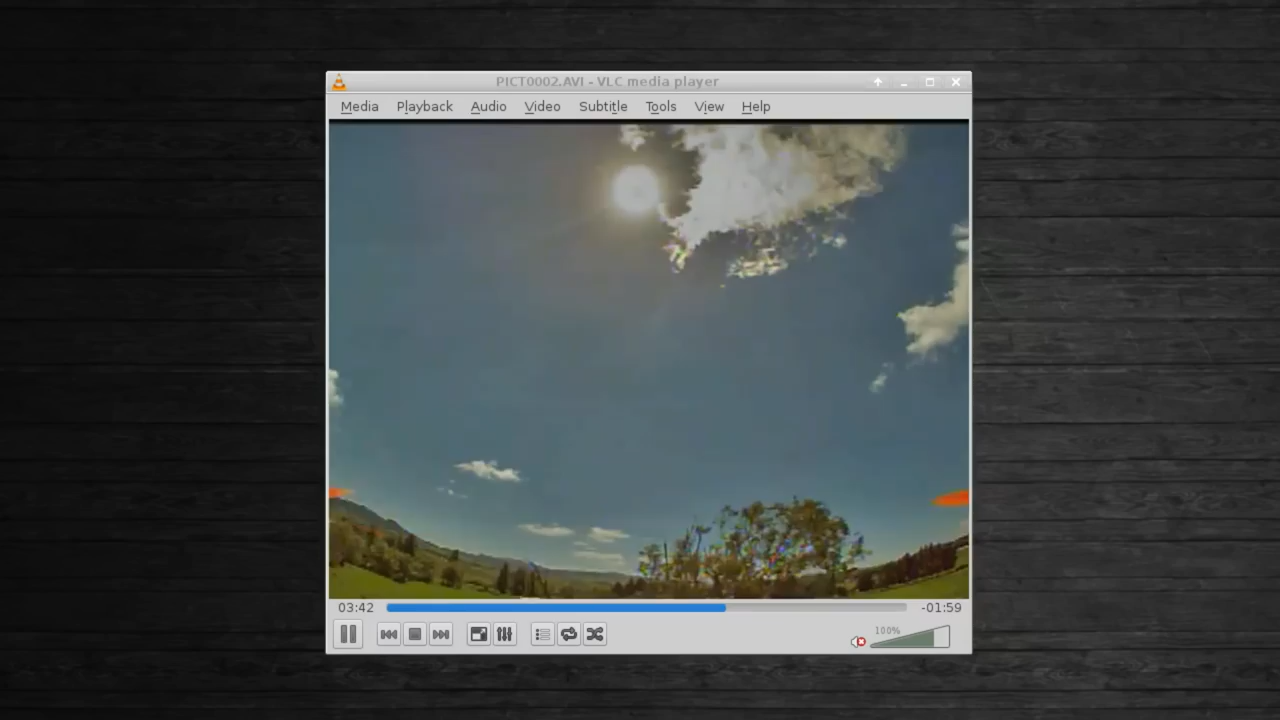 PICT0002.AVI - VLC media player
Media Playback Audio Video Subtitle Tools View Help
03:42 -01:59
100%